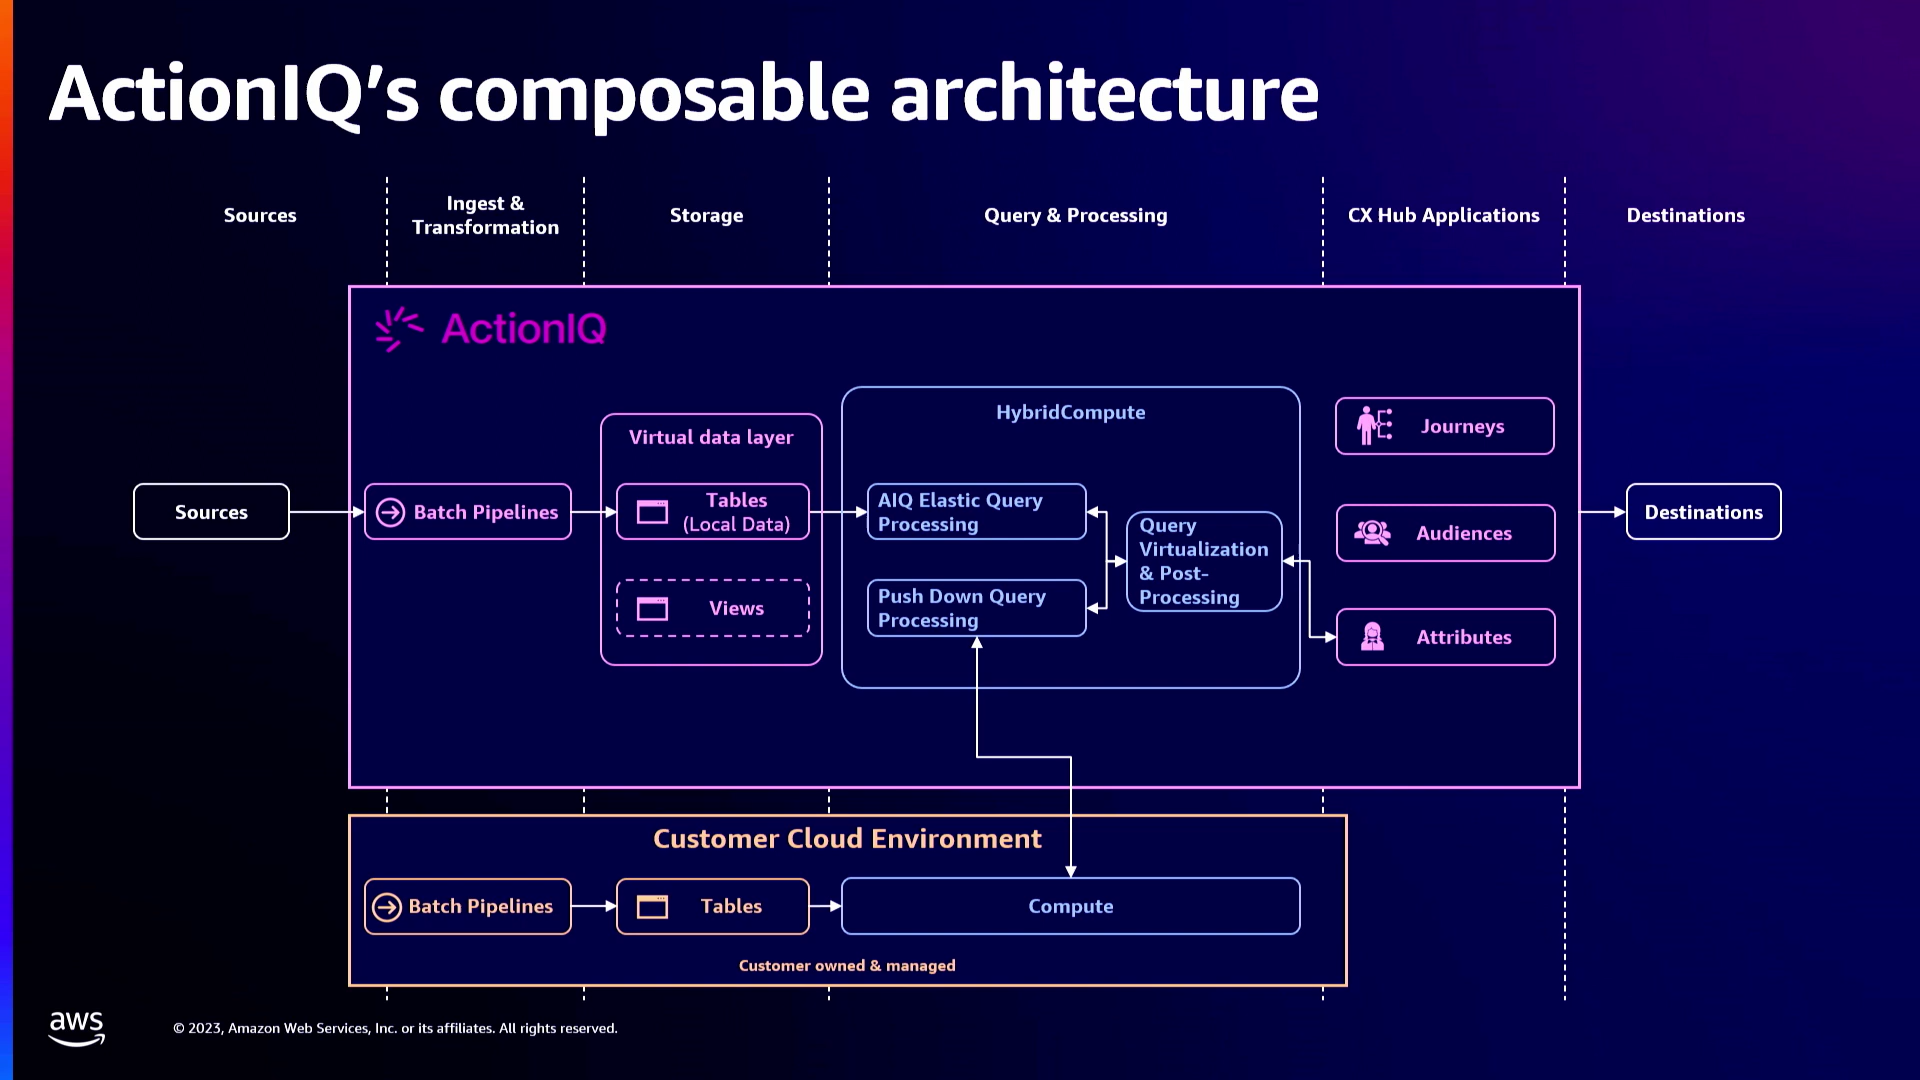 ActionIQ’s composable architecture
Sources
Ingest &
Transformation
Storage
Query & Processing
CX Hub Applications
Destinations
ActionIQ
Sources
Batch Pipelines
Virtual data layer
Tables
(Local Data)
Views
HybridCompute
AIQ Elastic Query
Processing
Push Down Query
Processing
Query
Virtualization
& Post-
Processing
Journeys
Audiences
Attributes
Destinations
Customer Cloud Environment
Batch Pipelines
Tables
Compute
Customer owned & managed
aws
© 2023, Amazon Web Services, Inc. or its affiliates. All rights reserved.